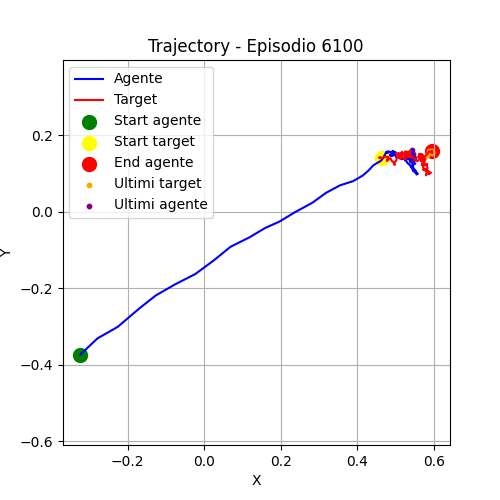 Trajectory - Episodio 6100
Agente
Target
Start agente
Start target
End agente
Ultimi target
Ultimi agente
0.2
0.0
−0.2
−0.4
−0.6
Y
−0.2
0.0
0.2
0.4
0.6
X